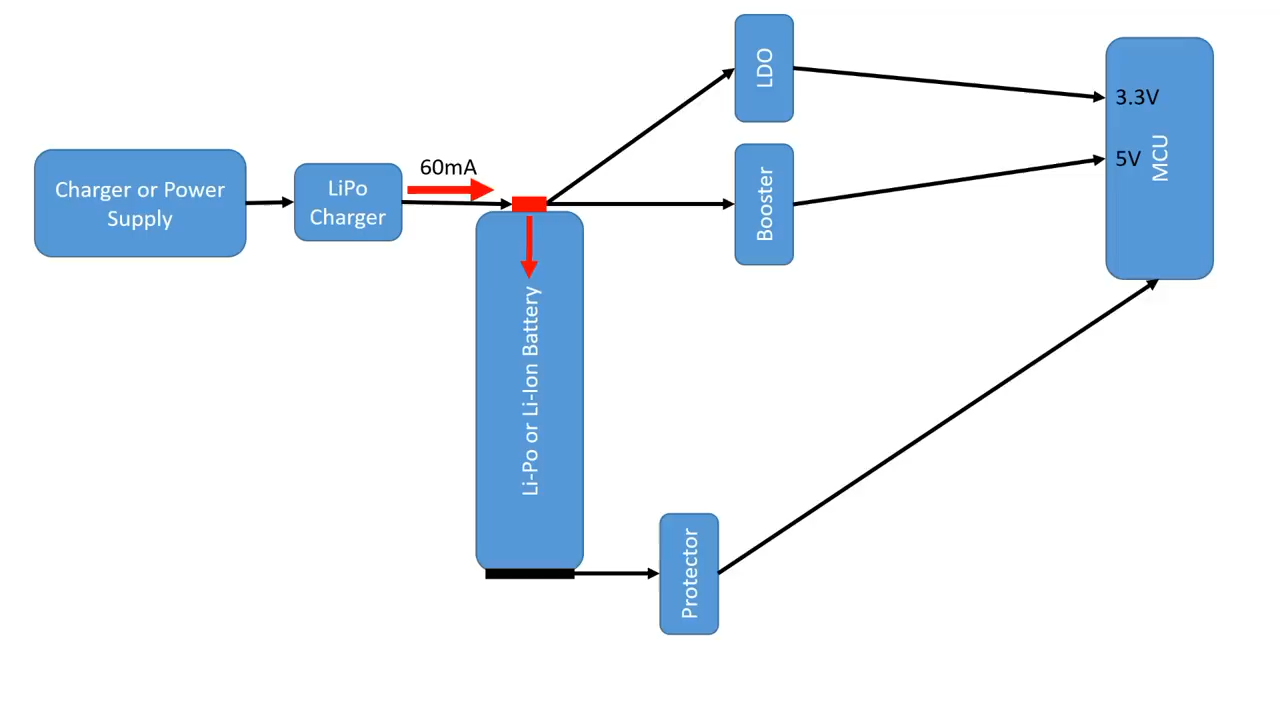 Charger or Power
Supply
LiPo
Charger
60mA
Li-Po or Li-Ion Battery
LDO
Booster
Protector
3.3V
5V
MCU